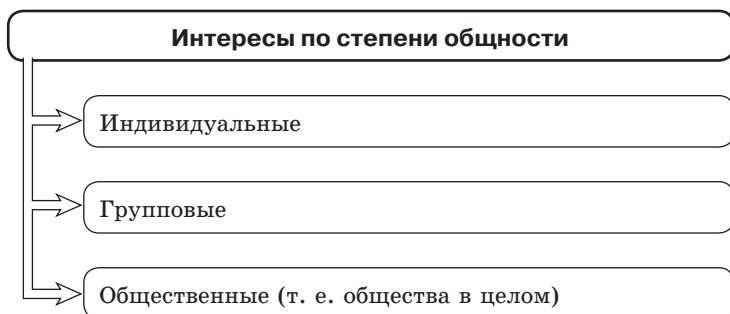 Интересы по степени общности
Индивидуальные
Групповые
Общественные (т. е. общества в целом)